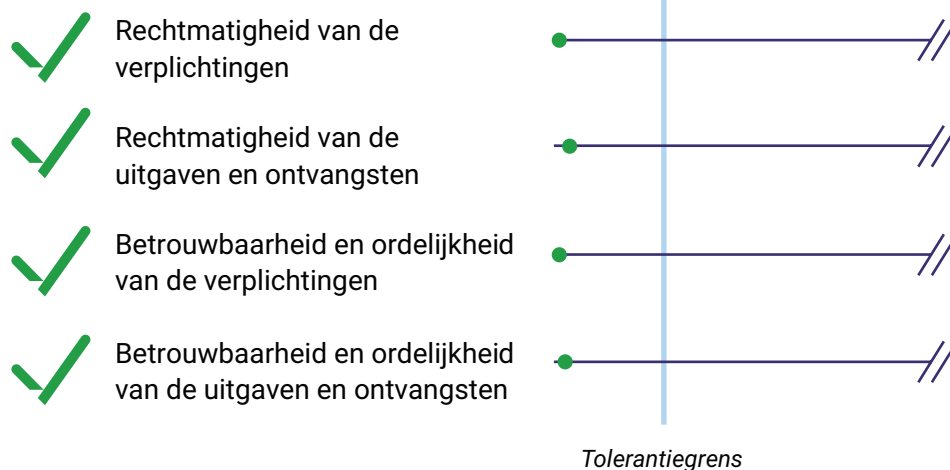 Rechtmatigheid van de
verplichtingen
Rechtmatigheid van de
uitgaven en ontvangsten
Betrouwbaarheid en ordelijkheid
van de verplichtingen
Betrouwbaarheid en ordelijkheid
van de uitgaven en ontvangsten
Tolerantiegrens